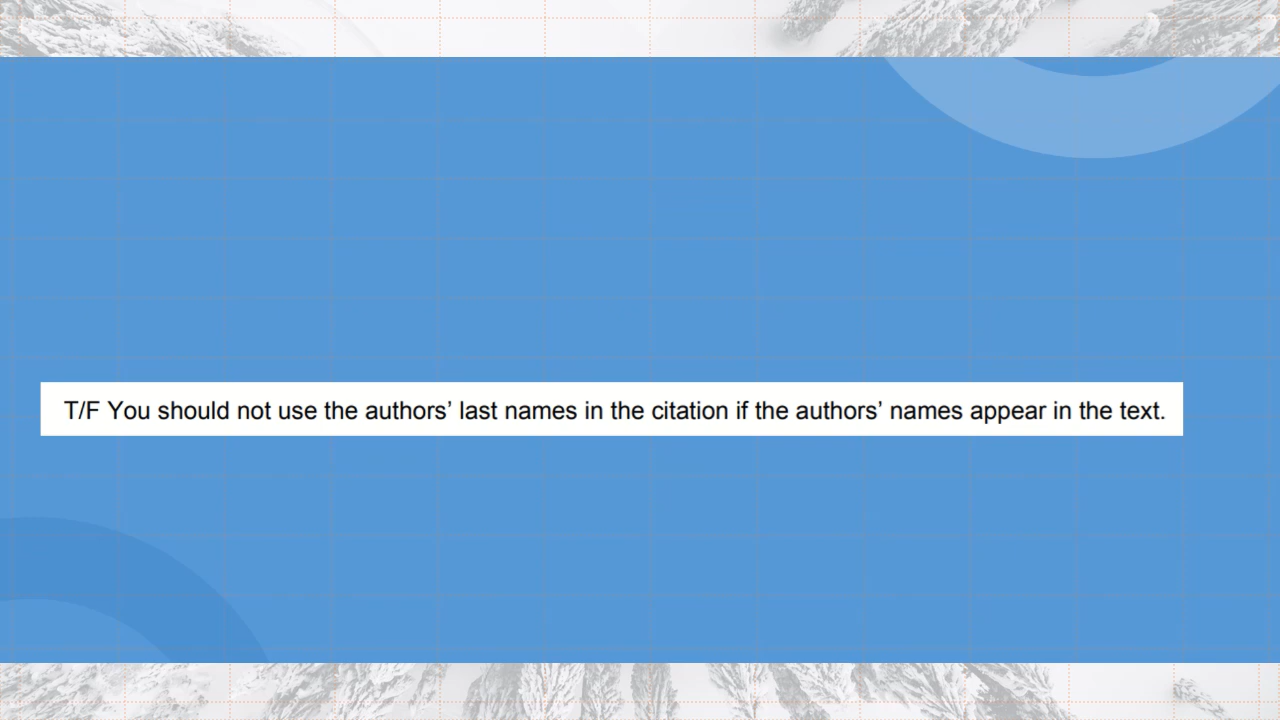 T/F You should not use the authors’ last names in the citation if the authors’ names appear in the text.